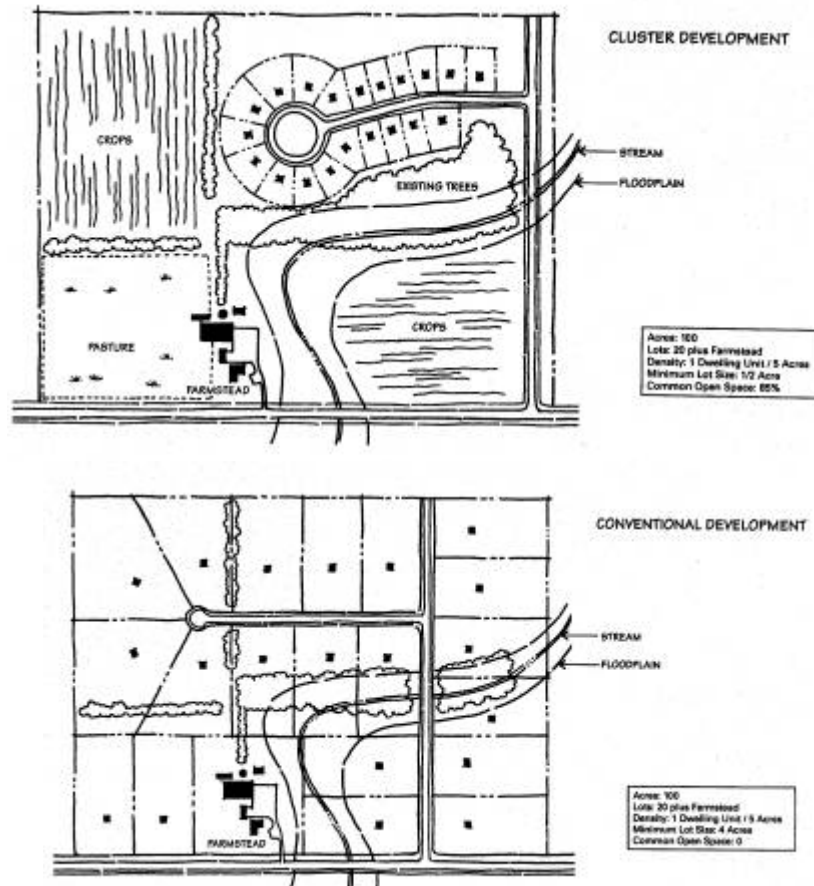 CLUSTER DEVELOPMENT
CROPS
STREAM
EXISTING TREES
FLOODPLAIN
CROPS
PASTURE
FARMSTEAD
Acres: 100
Lots: 20 plus Farmstead
Density: 1 Dwelling Unit / 5 Acres
Minimum Lot Size: 1/2 Acre
Common Open Space: 85%
CONVENTIONAL DEVELOPMENT
STREAM
FLOODPLAIN
FARMSTEAD
Acres: 100
Lots: 20 plus Farmstead
Density: 1 Dwelling Unit / 5 Acres
Minimum Lot Size: 4 Acres
Common Open Space: 0